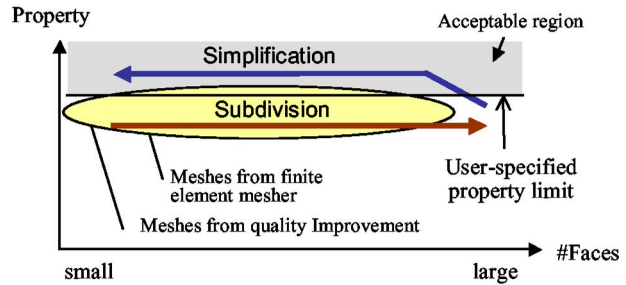 Property
Acceptable region
Simplification
Subdivision
User-specified
property limit
Meshes from finite
element mesher
Meshes from quality Improvement
#Faces
small
large